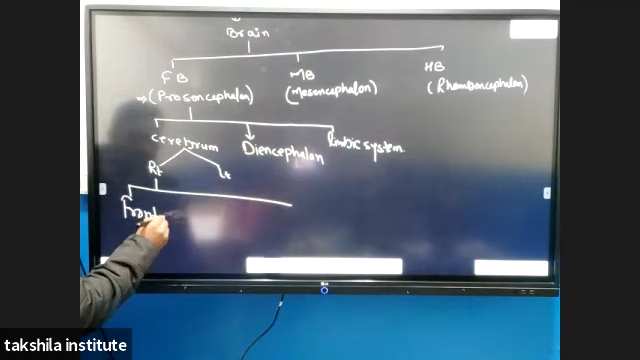 Brain
FB
MB
HB
(Prosencephalon)
(Mesencephalon)
(Rhombencephalon)
Cerebrum
Diencephalon
limbic system
Rt
Lt
Front
takshila institute